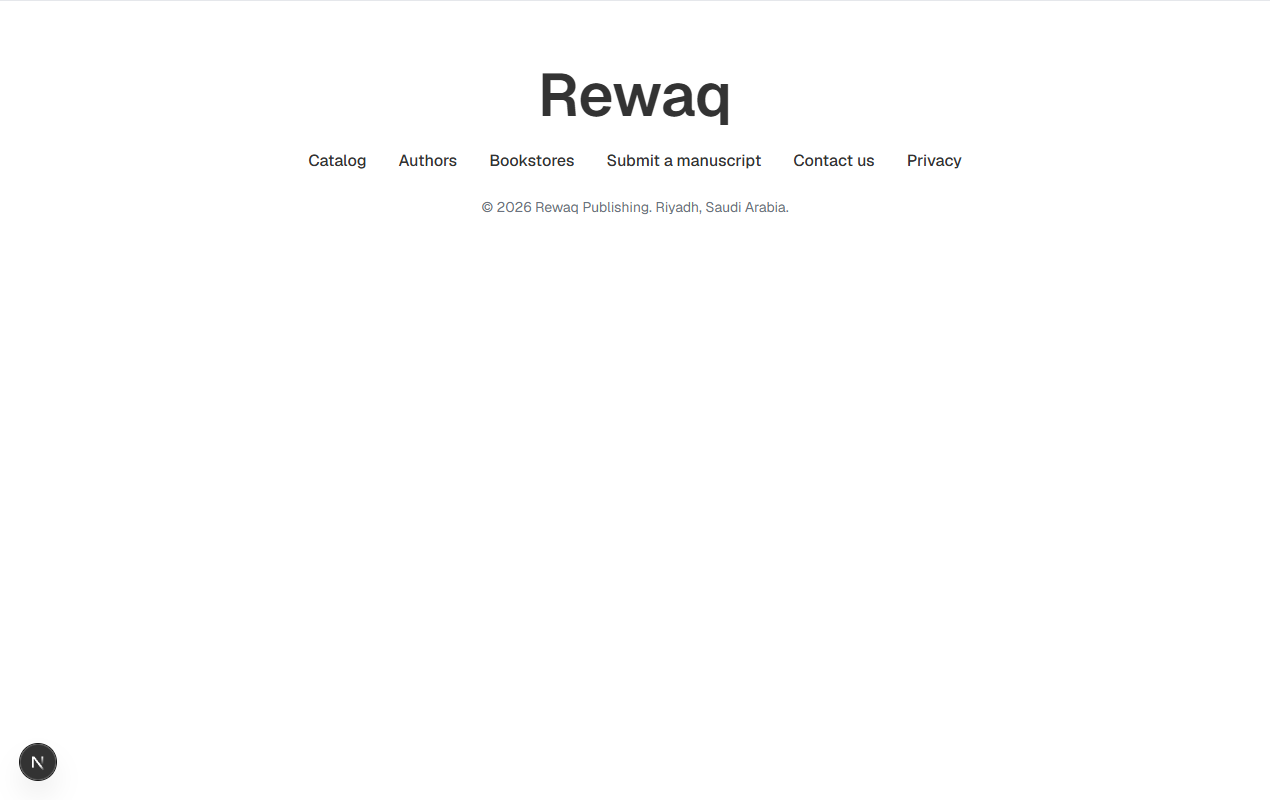 Rewaq
Catalog Authors Bookstores Submit a manuscript Contact us Privacy
© 2026 Rewaq Publishing. Riyadh, Saudi Arabia.
N